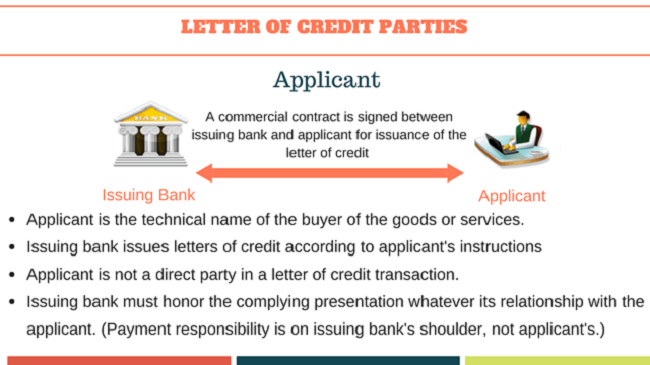 LETTER OF CREDIT PARTIES
Applicant
BANK
A commercial contract is signed between
issuing bank and applicant for issuance of the
letter of credit
Issuing Bank
Applicant
• Applicant is the technical name of the buyer of the goods or services.
• Issuing bank issues letters of credit according to applicant's instructions
• Applicant is not a direct party in a letter of credit transaction.
• Issuing bank must honor the complying presentation whatever its relationship with the
applicant. (Payment responsibility is on issuing bank's shoulder, not applicant's.)